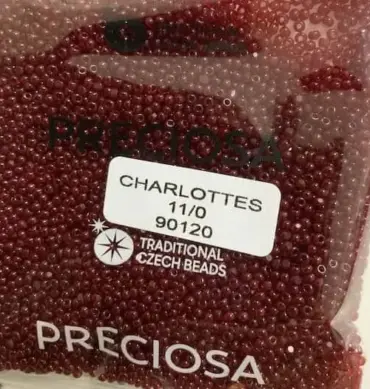 PRECIOSA
CHARLOTTES
11/0
90120
TRADITIONAL
CZECH BEADS
PRECIOSA